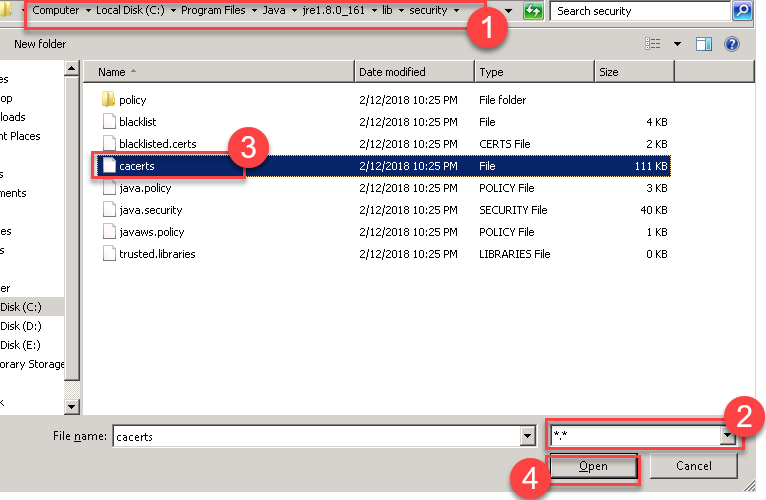 Computer Local Disk (C:) Program Files Java jre1.8.0_161 lib security Search security
1
New folder
Name Date modified Type Size
policy 2/12/2018 10:25 PM File folder
blacklist 2/12/2018 10:25 PM File 4 KB
blacklisted.certs 2/12/2018 10:25 PM CERTS File 2 KB
3
cacerts 2/12/2018 10:25 PM File 111 KB
java.policy 2/12/2018 10:25 PM POLICY File 3 KB
java.security 2/12/2018 10:25 PM SECURITY File 40 KB
javaws.policy 2/12/2018 10:25 PM POLICY File 1 KB
trusted.libraries 2/12/2018 10:25 PM LIBRARIES File 0 KB
es
op
loads
nt Places
s
ments
es
s
er
Disk (C:)
Disk (D:)
Disk (E:)
orary Storage
k
2
File name: cacerts *.*
4
Open Cancel